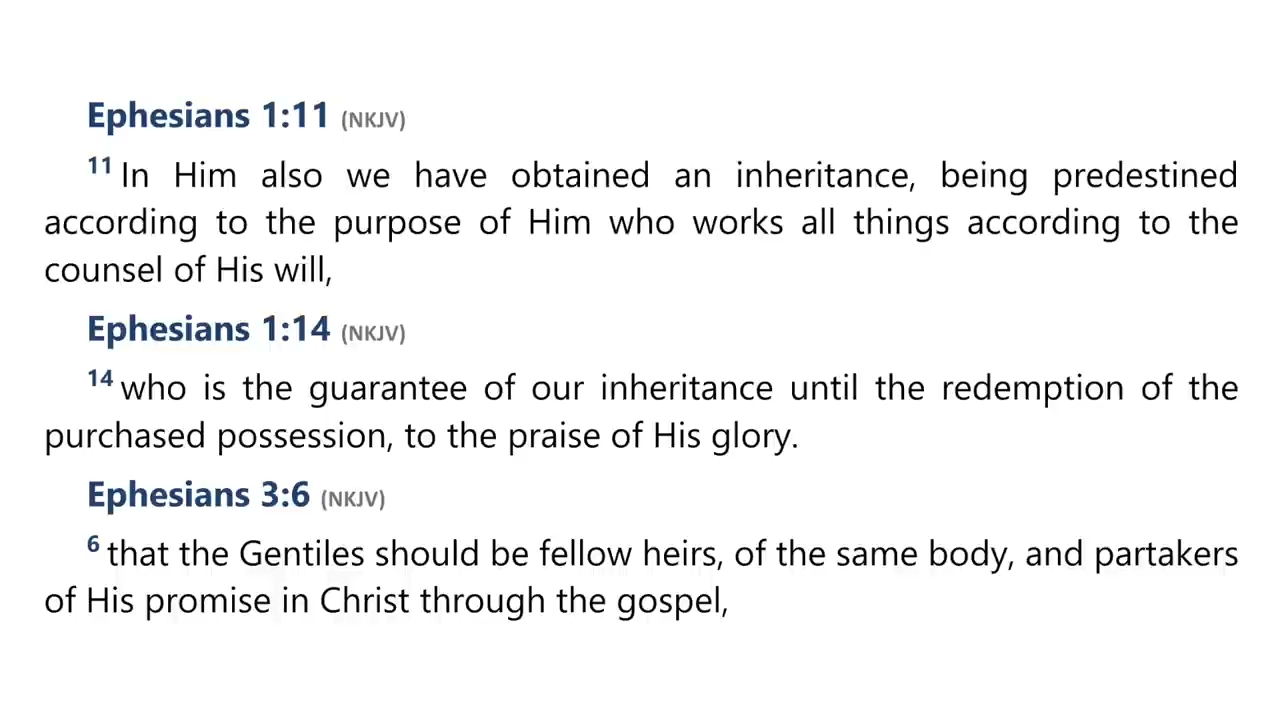 Ephesians 1:11 (NKJV)
11 In Him also we have obtained an inheritance, being predestined
according to the purpose of Him who works all things according to the
counsel of His will,
Ephesians 1:14 (NKJV)
14 who is the guarantee of our inheritance until the redemption of the
purchased possession, to the praise of His glory.
Ephesians 3:6 (NKJV)
6 that the Gentiles should be fellow heirs, of the same body, and partakers
of His promise in Christ through the gospel,